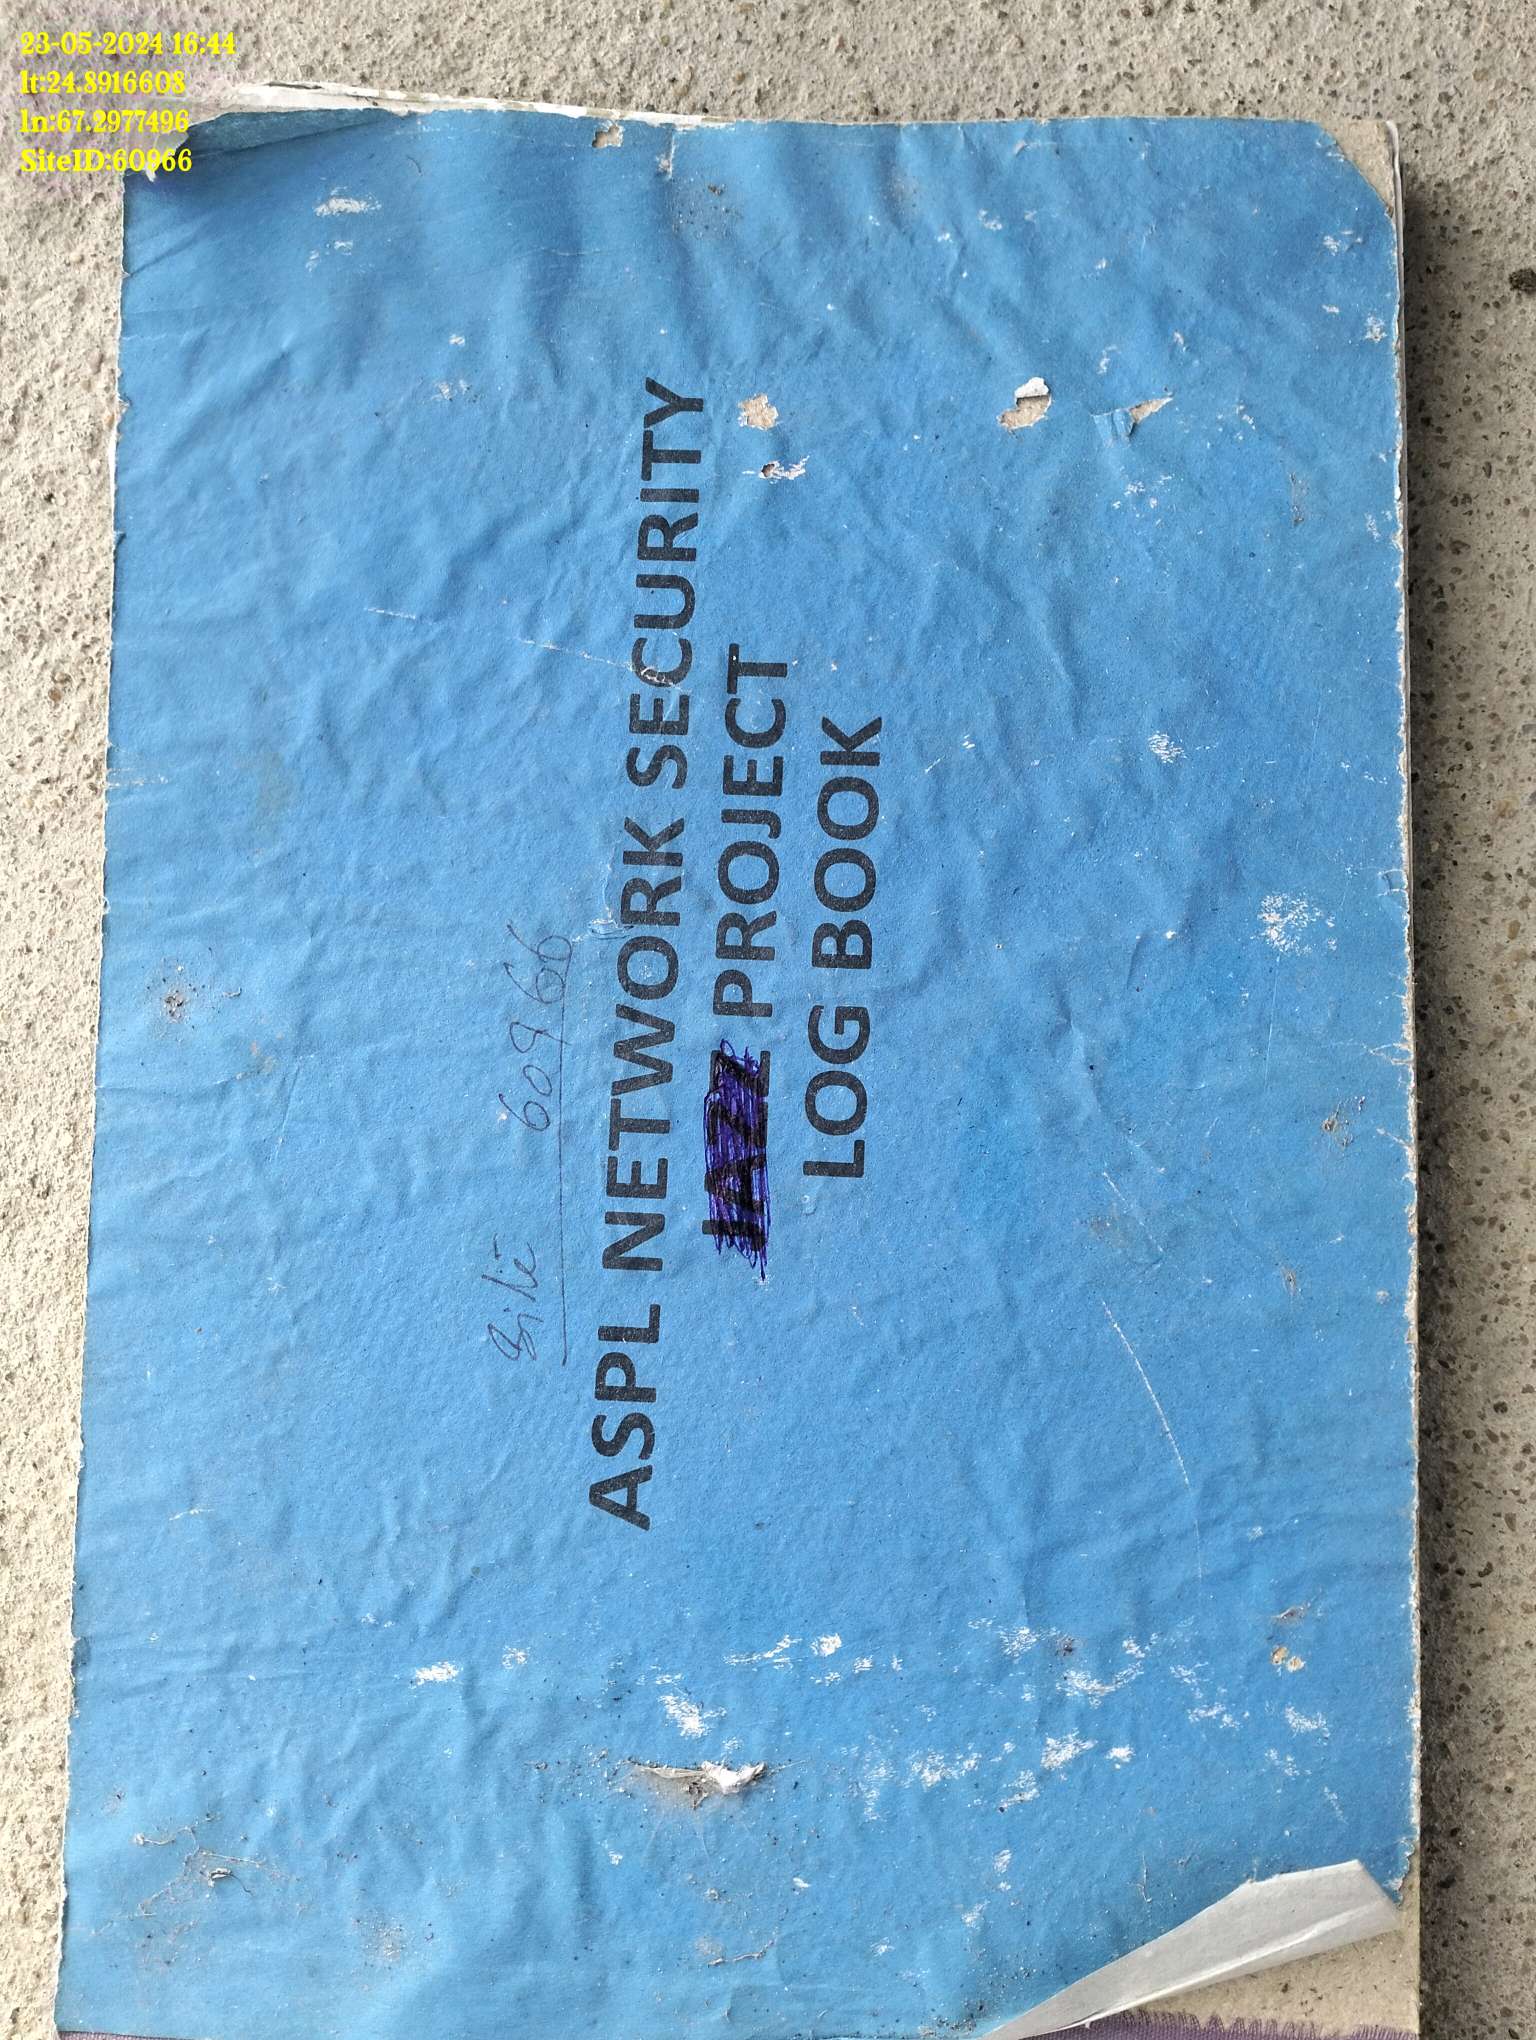 23-05-2024 16:44
lt:24.8916608
ln:67.2977496
SiteID:60966
Site 60966
ASPL NETWORK SECURITY
JAZZ PROJECT
LOG BOOK